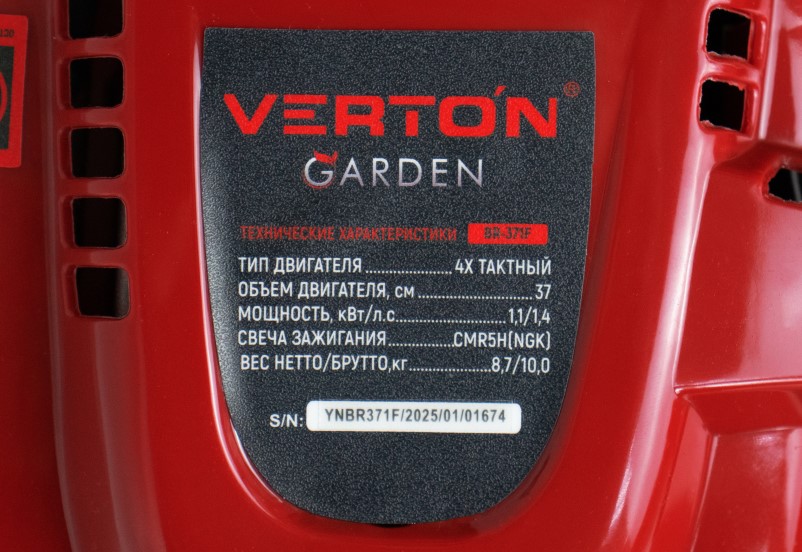 VERTON®
GARDEN
ТЕХНИЧЕСКИЕ ХАРАКТЕРИСТИКИ BR-371F
ТИП ДВИГАТЕЛЯ....................4Х ТАКТНЫЙ
ОБЪЕМ ДВИГАТЕЛЯ, см..........................37
МОЩНОСТЬ, кВт/л.с.........................1,1/1,4
СВЕЧА ЗАЖИГАНИЯ...............CMR5H(NGK)
ВЕС НЕТТО/БРУТТО,кг...................8,7/10,0
S/N: YNBR371F/2025/01/01674